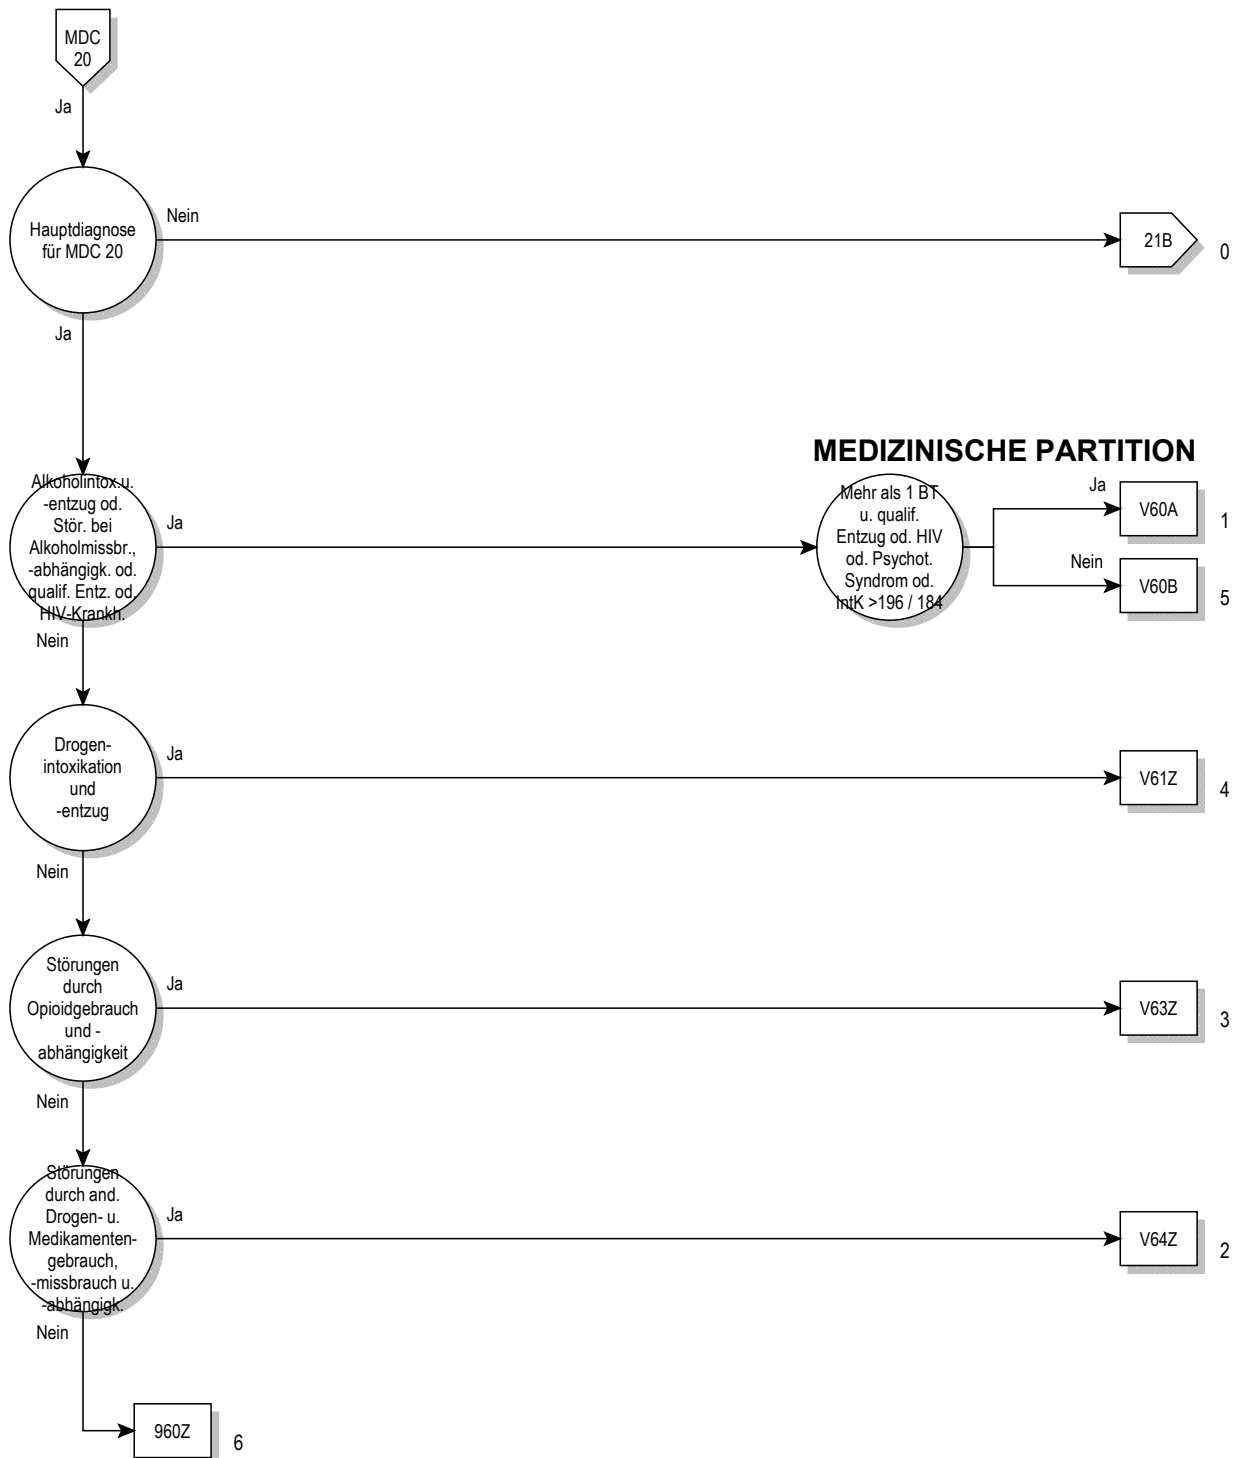 MDC
20
Ja
Hauptdiagnose
für MDC 20
Nein
21B
0
Ja
MEDIZINISCHE PARTITION
Alkoholintox.u.
-entzug od.
Stör. bei
Alkoholmissbr.,
-abhängigk. od.
qualif. Entz. od.
HIV-Krankh.
Ja
Mehr als 1 BT
u. qualif.
Entzug od. HIV
od. Psychot.
Syndrom od.
IntK >196 / 184
Ja
V60A
1
Nein
V60B
5
Nein
Drogen-
intoxikation
und
-entzug
Ja
V61Z
4
Nein
Störungen
durch
Opioidgebrauch
und -
abhängigkeit
Ja
V63Z
3
Nein
Störungen
durch and.
Drogen- u.
Medikamenten-
gebrauch,
-missbrauch u.
-abhängigk.
Ja
V64Z
2
Nein
960Z
6